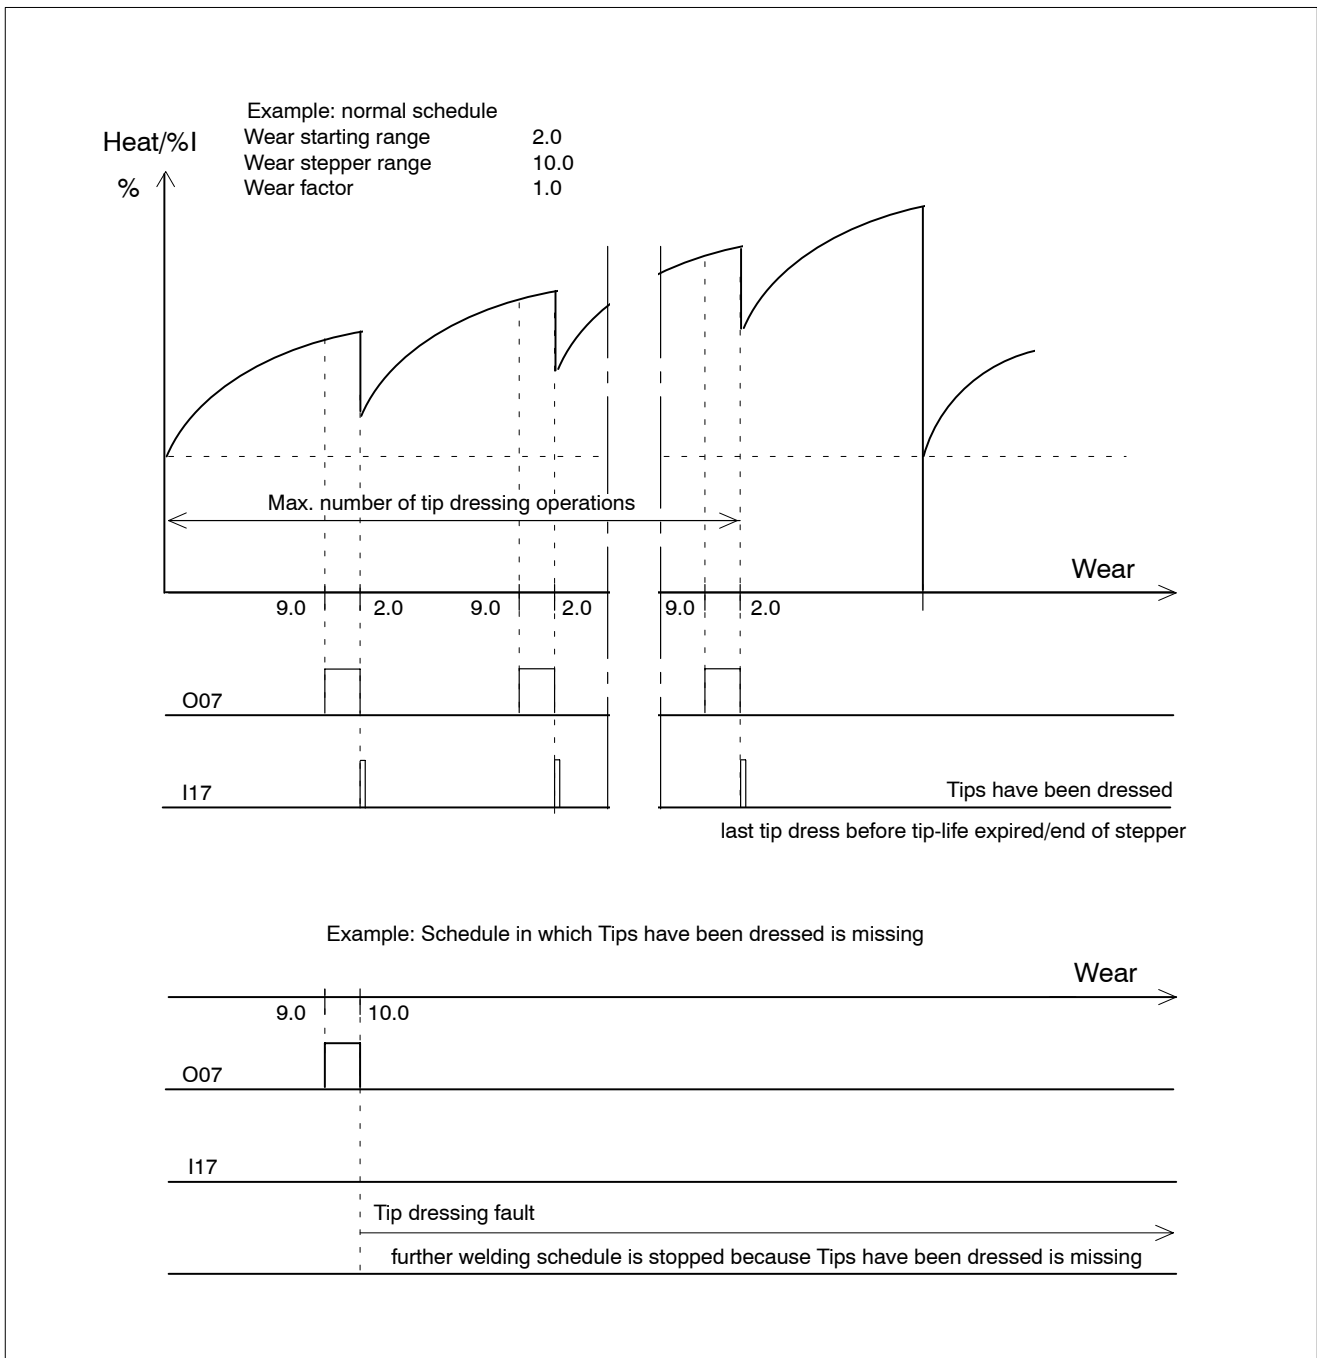 Example: normal schedule
Heat/%I
Wear starting range 2.0
Wear stepper range 10.0
% Wear factor 1.0
Max. number of tip dressing operations
Wear
9.0 2.0 9.0 2.0 9.0 2.0
O07
I17
Tips have been dressed
last tip dress before tip-life expired/end of stepper
Example: Schedule in which Tips have been dressed is missing
Wear
9.0 10.0
O07
I17
Tip dressing fault
further welding schedule is stopped because Tips have been dressed is missing